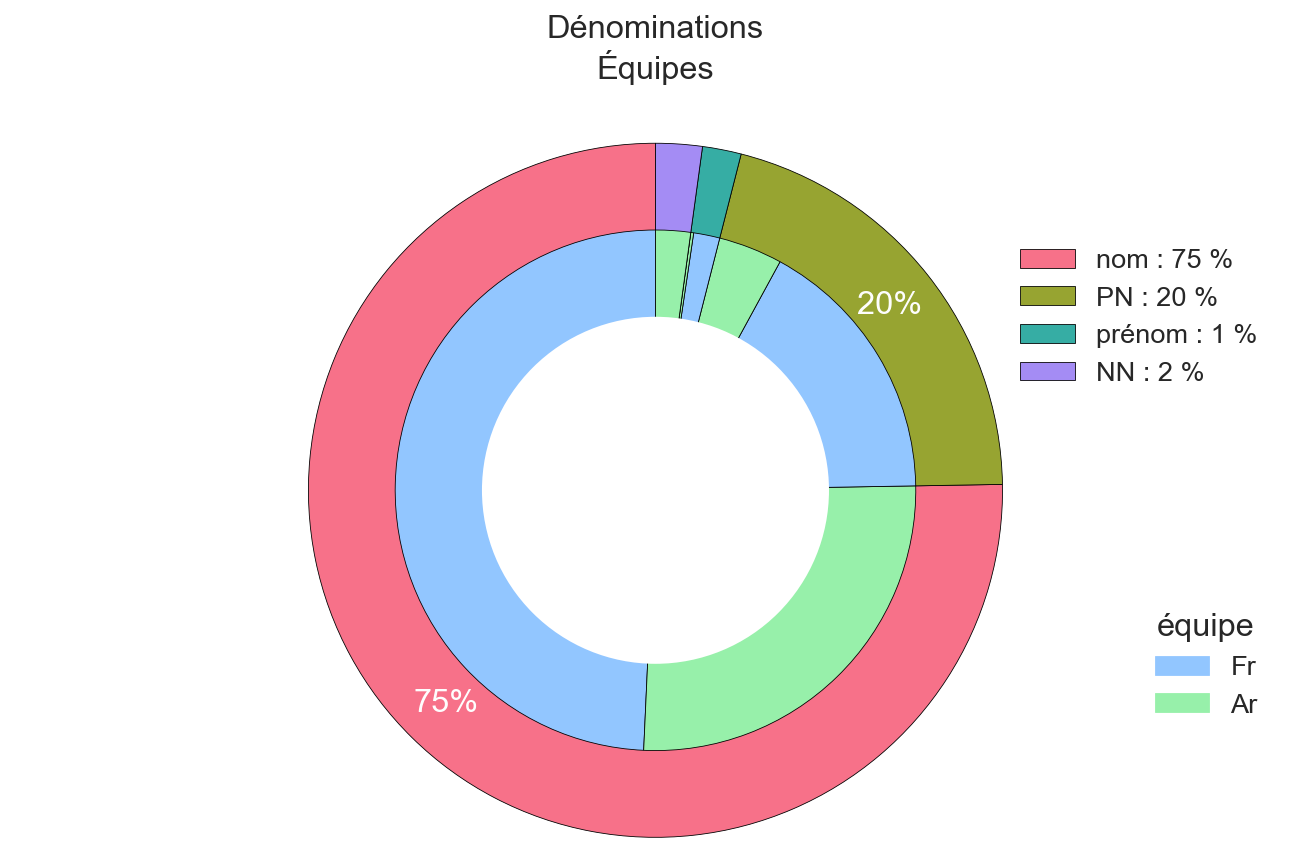 Dénominations
Équipes
20%
75%
nom : 75 %
PN : 20 %
prénom : 1 %
NN : 2 %
équipe
Fr
Ar